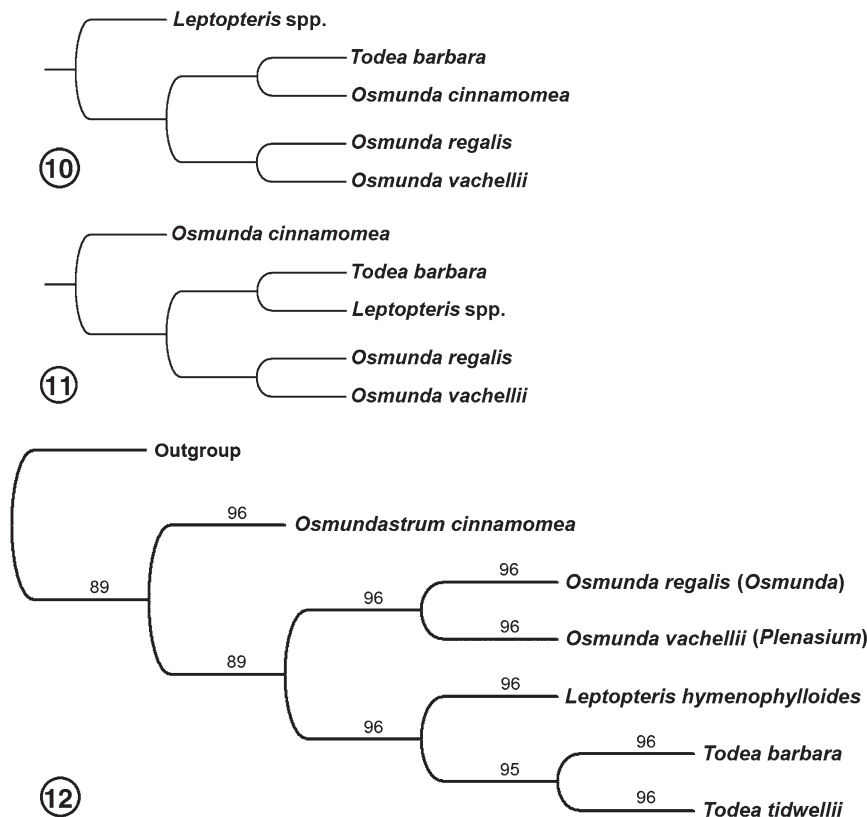 Leptopteris spp.
Todea barbara
Osmunda cinnamomea
Osmunda regalis
10
Osmunda vachellii
Osmunda cinnamomea
Todea barbara
Leptopteris spp.
Osmunda regalis
11
Osmunda vachellii
Outgroup
96
Osmundastrum cinnamomea
96
Osmunda regalis (Osmunda)
89
96
96
Osmunda vachellii (Plenasium)
89
96
Leptopteris hymenophylloides
96
96
Todea barbara
95
96
12
Todea tidwellii